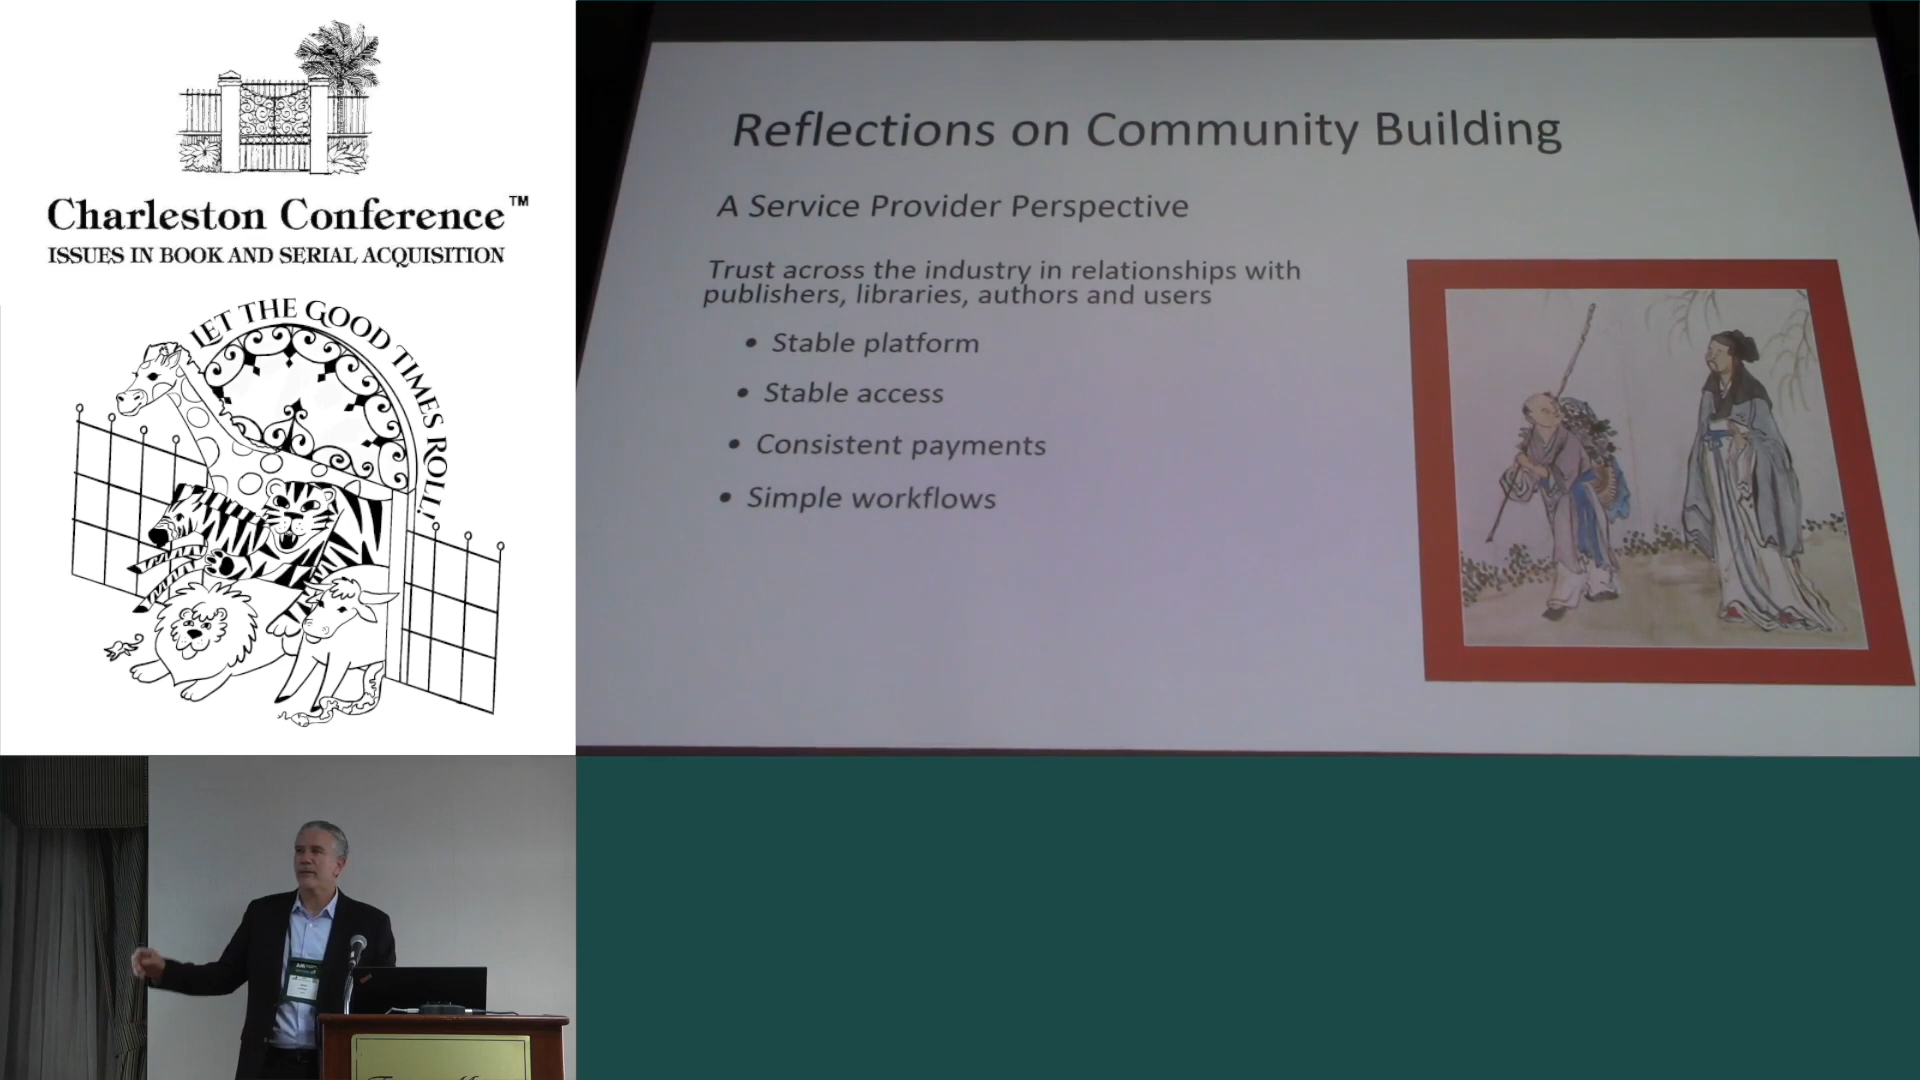 Charleston Conference™
ISSUES IN BOOK AND SERIAL ACQUISITION
LET THE GOOD TIMES ROLL!
Reflections on Community Building
A Service Provider Perspective
Trust across the industry in relationships with
publishers, libraries, authors and users
• Stable platform
• Stable access
• Consistent payments
• Simple workflows